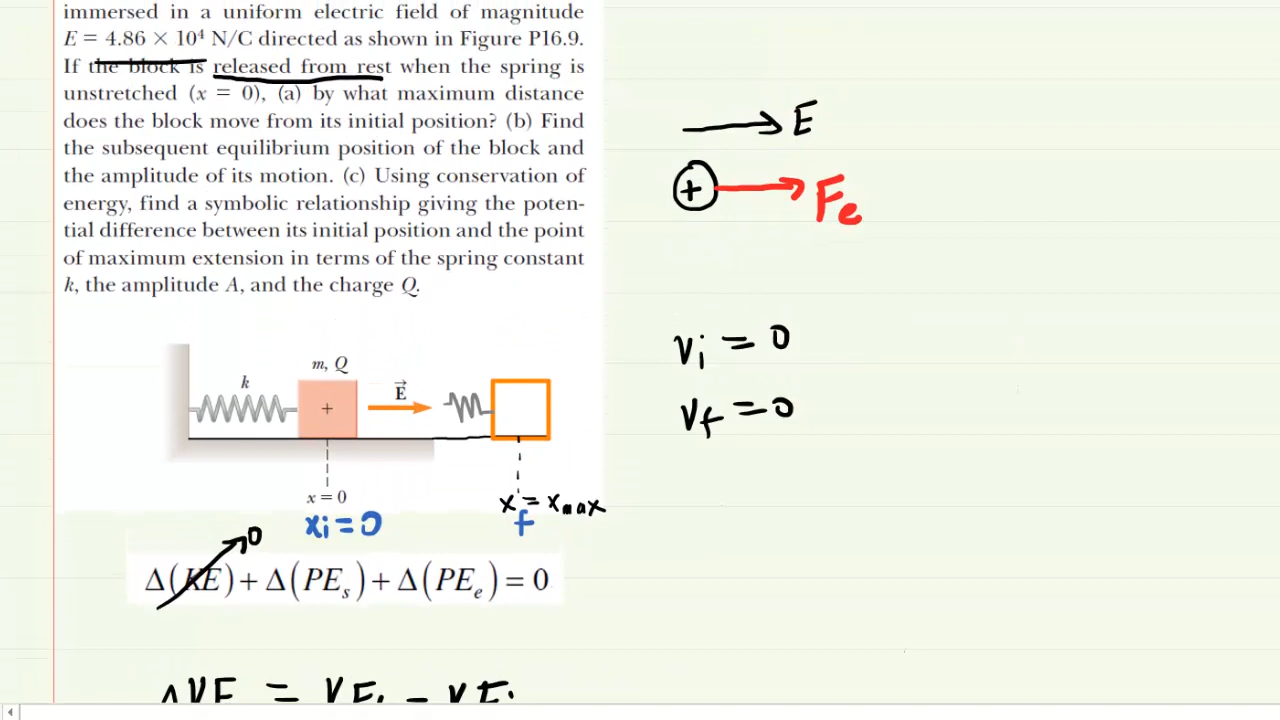 immersed in a uniform electric field of magnitude
E = 4.86 × 10⁴ N/C directed as shown in Figure P16.9.
If the block is released from rest when the spring is
unstretched (x = 0), (a) by what maximum distance
does the block move from its initial position? (b) Find
the subsequent equilibrium position of the block and
the amplitude of its motion. (c) Using conservation of
energy, find a symbolic relationship giving the poten-
tial difference between its initial position and the point
of maximum extension in terms of the spring constant
k, the amplitude A, and the charge Q.
E
+ Fe
vi = 0
vf = 0
m, Q
k
E⃗
+
x = 0
x = xmax
xi = 0
f
0
Δ(KE) + Δ(PEs) + Δ(PEe) = 0